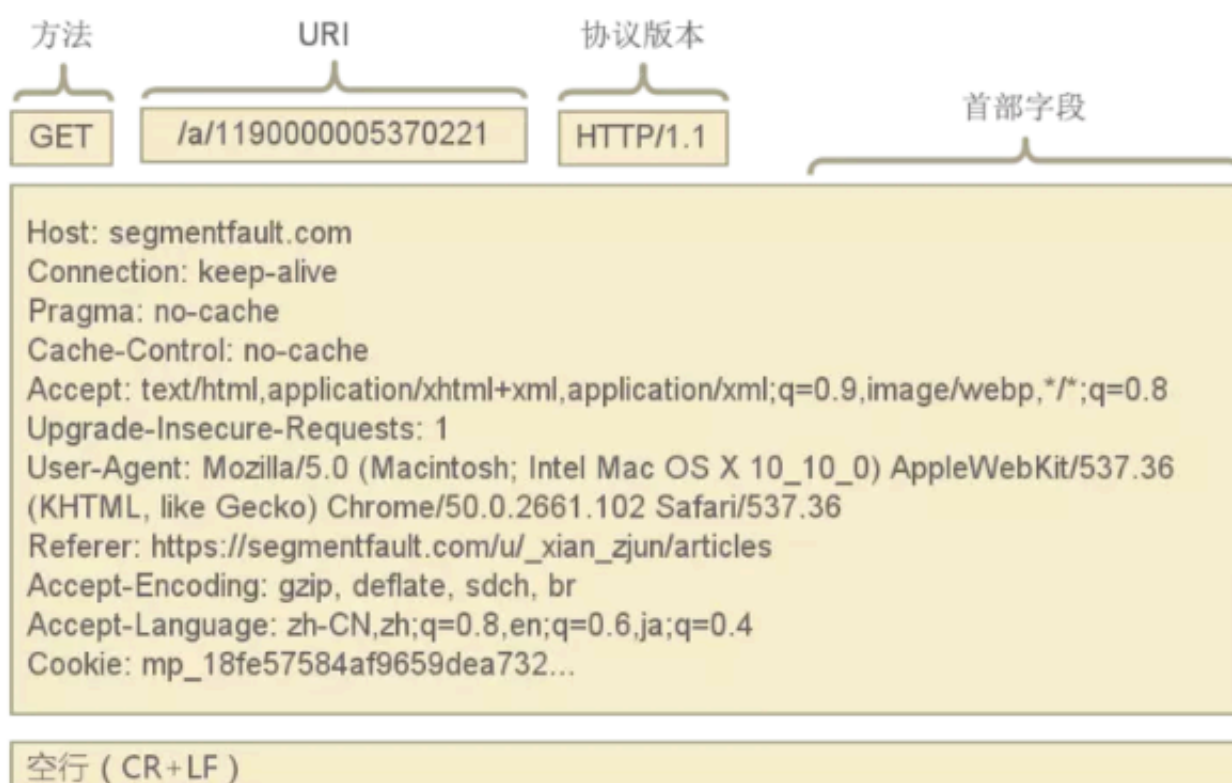 方法 URI 协议版本
首部字段
GET /a/1190000005370221 HTTP/1.1
Host: segmentfault.com
Connection: keep-alive
Pragma: no-cache
Cache-Control: no-cache
Accept: text/html,application/xhtml+xml,application/xml;q=0.9,image/webp,*/*;q=0.8
Upgrade-Insecure-Requests: 1
User-Agent: Mozilla/5.0 (Macintosh; Intel Mac OS X 10_10_0) AppleWebKit/537.36
(KHTML, like Gecko) Chrome/50.0.2661.102 Safari/537.36
Referer: https://segmentfault.com/u/_xian_zjun/articles
Accept-Encoding: gzip, deflate, sdch, br
Accept-Language: zh-CN,zh;q=0.8,en;q=0.6,ja;q=0.4
Cookie: mp_18fe57584af9659dea732...
空行（CR+LF）